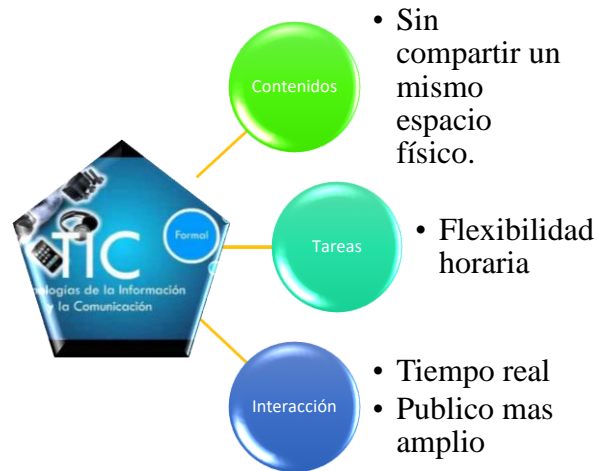 Contenidos
• Sin
compartir un
mismo
espacio
físico.
TIC
Formal
nologías de la Información
y la Comunicación
Tareas
• Flexibilidad
horaria
Interacción
• Tiempo real
• Publico mas
amplio